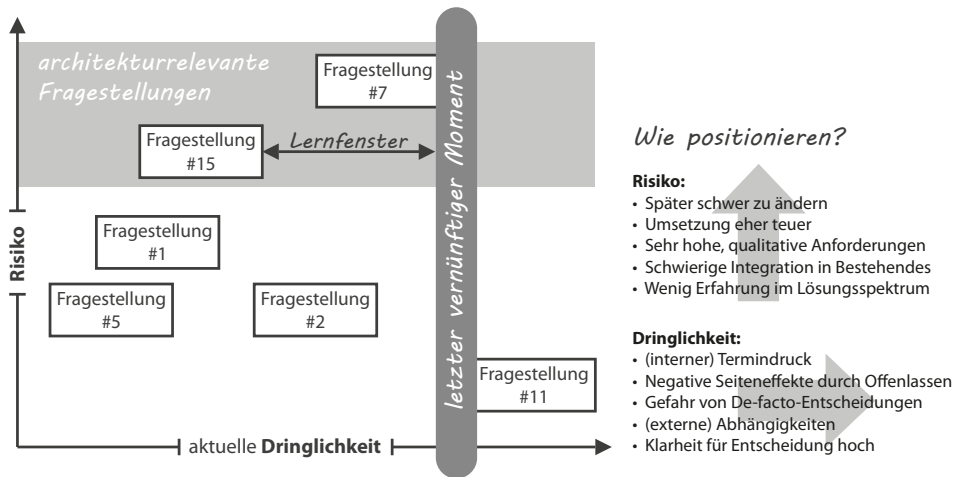 architekturrelevante
Fragestellungen
Fragestellung
#7
Fragestellung
#15
Lernfenster
Fragestellung
#1
Fragestellung
#5
Fragestellung
#2
Fragestellung
#11
letzter vernünftiger Moment
Risiko
aktuelle Dringlichkeit
Wie positionieren?
Risiko:
• Später schwer zu ändern
• Umsetzung eher teuer
• Sehr hohe, qualitative Anforderungen
• Schwierige Integration in Bestehendes
• Wenig Erfahrung im Lösungsspektrum
Dringlichkeit:
• (interner) Termindruck
• Negative Seiteneffekte durch Offenlassen
• Gefahr von De-facto-Entscheidungen
• (externe) Abhängigkeiten
• Klarheit für Entscheidung hoch